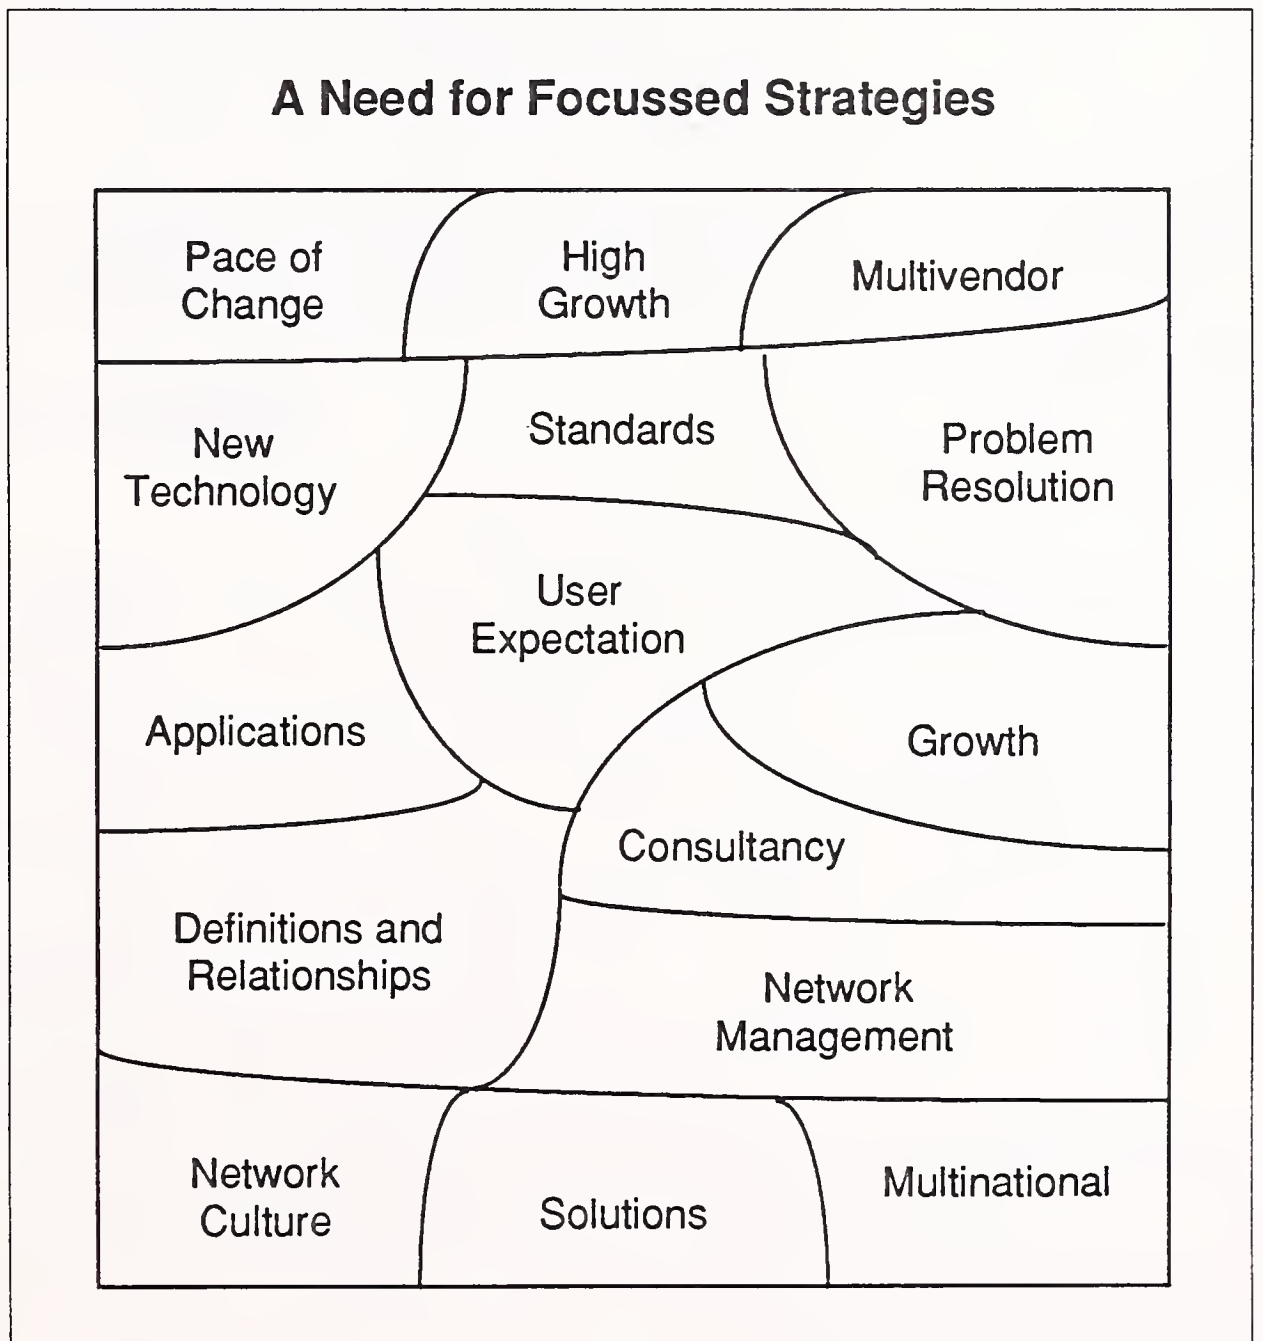 A Need for Focussed Strategies
Pace of
Change
High
Growth
Multivendor
New
Technology
Standards
Problem
Resolution
User
Expectation
Applications
Growth
Consultancy
Definitions and
Relationships
Network
Management
Network
Culture
Solutions
Multinational